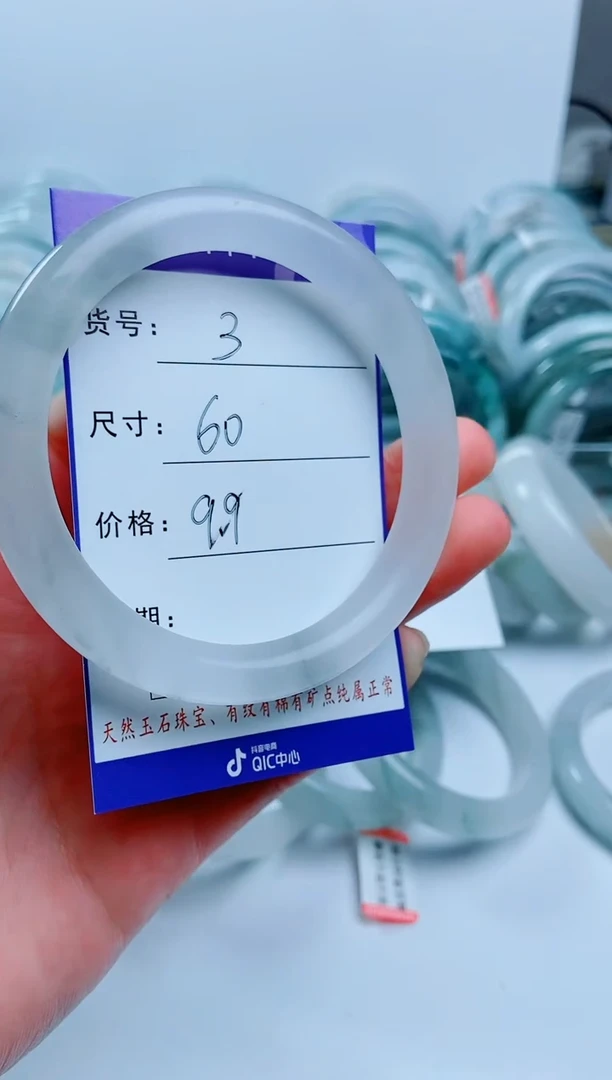 货号: 3
尺寸: 60
价格: 9.9
期:
天然玉石珠宝、有纹有棉有矿点纯属正常
抖音电商
QIC中心